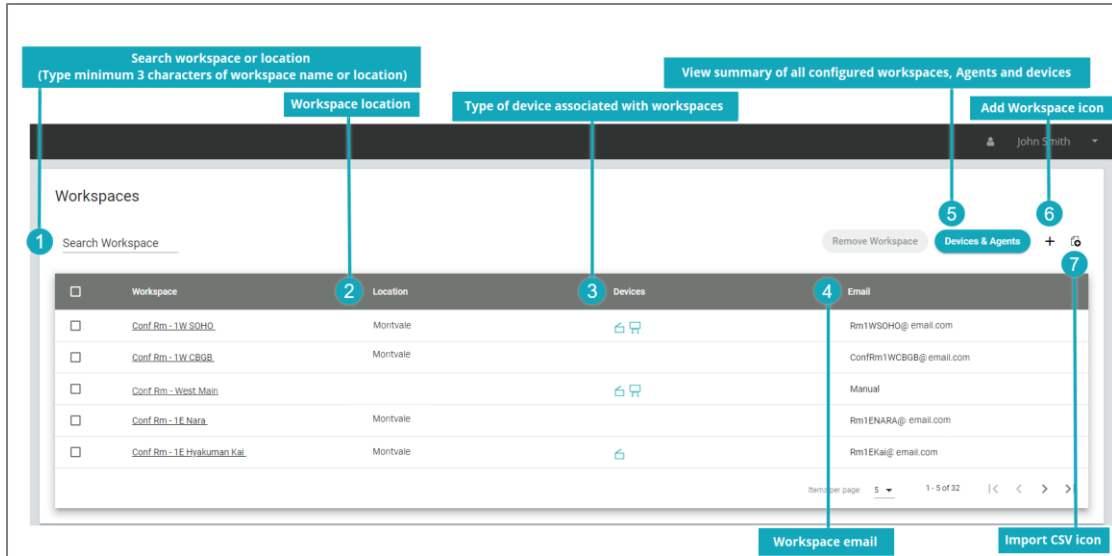 Search workspace or location
(Type minimum 3 characters of workspace name or location)
View summary of all configured workspaces, Agents and devices
Workspace location
Type of device associated with workspaces
Add Workspace icon
John Smith
Workspaces
5
6
1
Search Workspace
Remove Workspace
Devices & Agents
7
Workspace
2
Location
3
Devices
4
Email
Conf Rm - 1W SOHO
Montvale
Rm1WSOHO@ email.com
Conf Rm - 1W CBGB
Montvale
ConfRm1WCBGB@ email.com
Conf Rm - West Main
Manual
Conf Rm - 1E Nara
Montvale
Rm1ENARA@ email.com
Conf Rm - 1E Hyakuman Kai
Montvale
Rm1EKai@ email.com
Items per page:
5
1 - 5 of 32
Workspace email
Import CSV icon